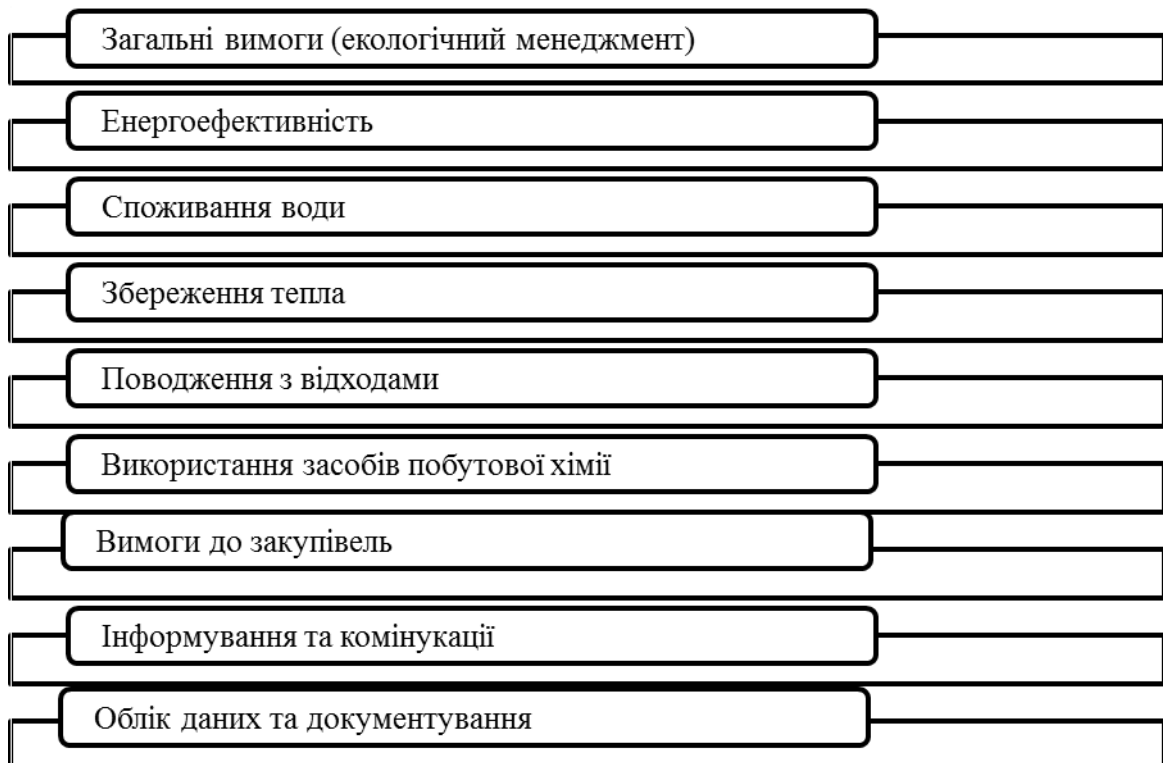 Загальні вимоги (екологічний менеджмент)
Енергоефективність
Споживання води
Збереження тепла
Поводження з відходами
Використання засобів побутової хімії
Вимоги до закупівель
Інформування та комінукації
Облік даних та документування